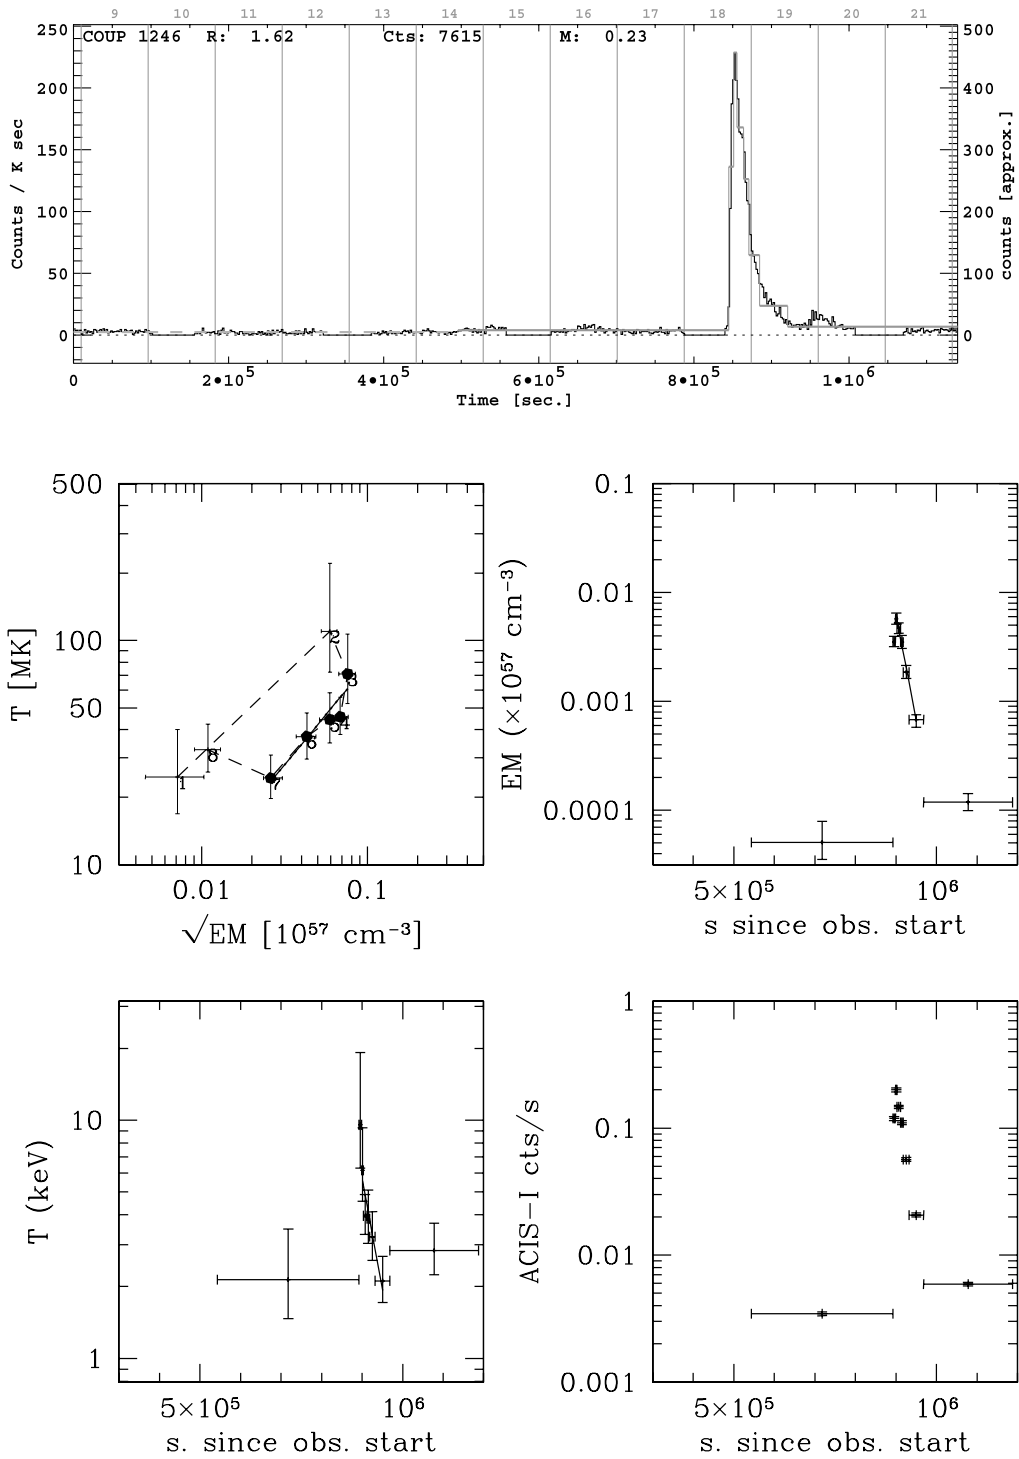 9 10 11 12 13 14 15 16 17 18 19 20 21
COUP 1246 R: 1.62 Cts: 7615 M: 0.23
250
200
150
100
50
0
Counts / K sec
500
400
300
200
100
0
counts [approx.]
0 2•10⁵ 4•10⁵ 6•10⁵ 8•10⁵ 1•10⁶
Time [sec.]
500
100
50
10
T [MK]
1 2 3 4 5 6 7 8
0.01 0.1
√EM [10⁵⁷ cm⁻³]
0.1
0.01
0.001
0.0001
EM (×10⁵⁷ cm⁻³)
5×10⁵ 10⁶
s since obs. start
10
1
T (keV)
5×10⁵ 10⁶
s. since obs. start
1
0.1
0.01
0.001
ACIS−I cts/s
5×10⁵ 10⁶
s. since obs. start